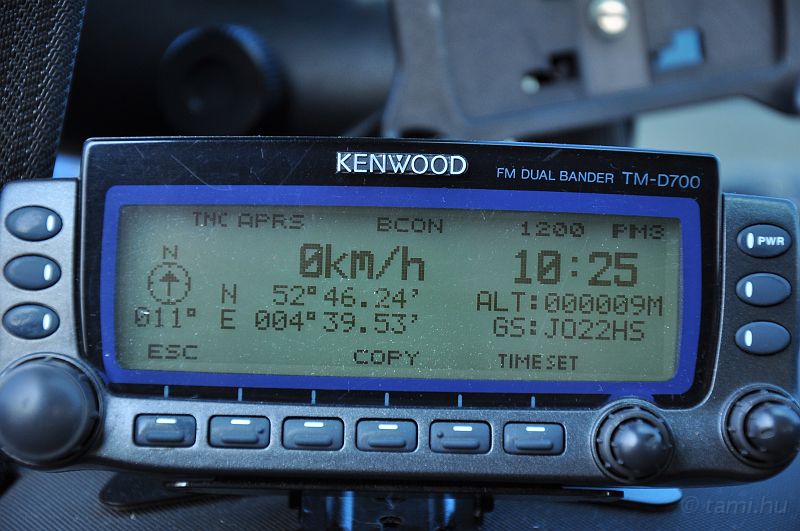 KENWOOD
FM DUAL BANDER TM-D700
TNC APRS BCON 1200 PM3
N 0km/h 10:25
N 52°46.24' ALT:000009M
011° E 004°39.53' GS:JO22HS
ESC COPY TIMESET
PWR
© tami.hu